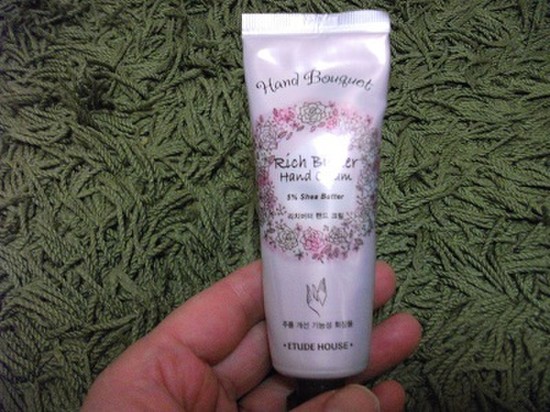 Hand Bouquet
Rich Butter
Hand Cream
5% Shea Butter
리치버터 핸드 크림
주름 개선 기능성 화장품
• ETUDE HOUSE •